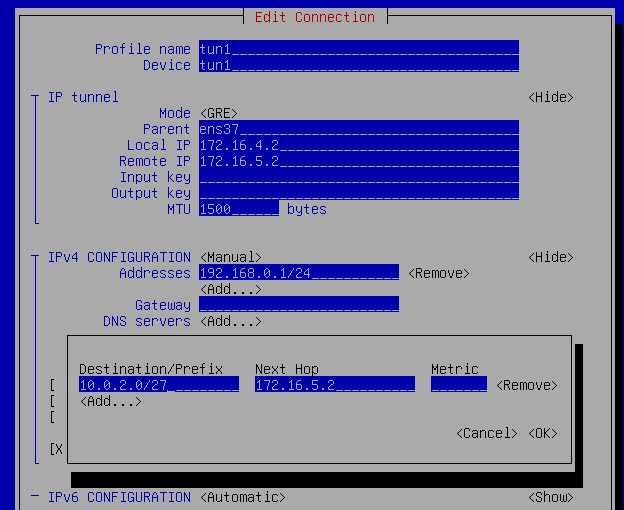 Edit Connection
Profile name tun1
Device tun1
IP tunnel <Hide>
Mode <GRE>
Parent ens37
Local IP 172.16.4.2
Remote IP 172.16.5.2
Input key
Output key
MTU 1500 bytes
IPv4 CONFIGURATION <Manual> <Hide>
Addresses 192.168.0.1/24 <Remove>
<Add...>
Gateway
DNS servers <Add...>
Destination/Prefix Next Hop Metric
[ 10.0.2.0/27 172.16.5.2 <Remove>
[ <Add...>
[
<Cancel> <OK>
[X
IPv6 CONFIGURATION <Automatic> <Show>